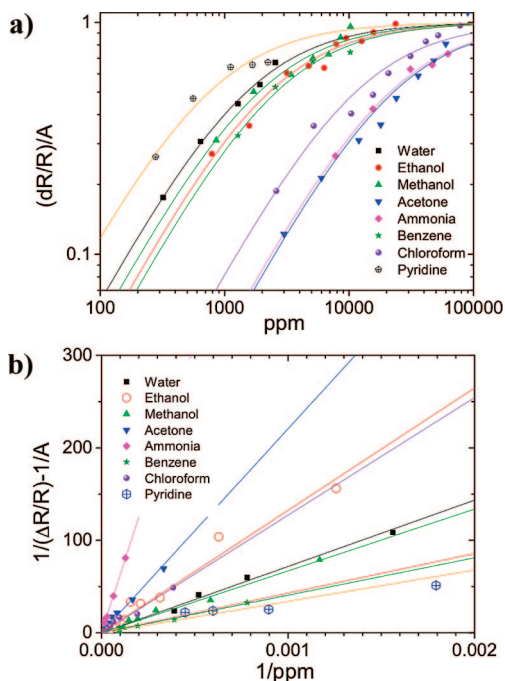 a)
(dR/R)/A
1
0.1
Water
Ethanol
Methanol
Acetone
Ammonia
Benzene
Chloroform
Pyridine
100 1000 10000 100000
ppm
b)
1/(ΔR/R)-1/A
300
200
100
0
Water
Ethanol
Methanol
Acetone
Ammonia
Benzene
Chloroform
Pyridine
0.000 0.001 0.002
1/ppm